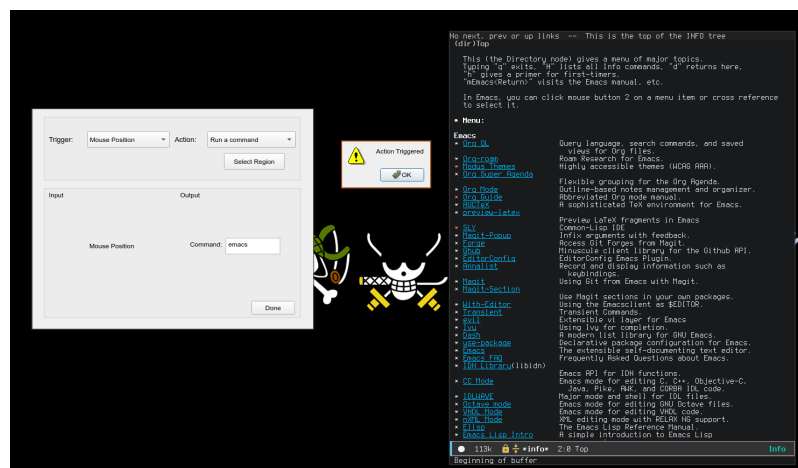 Trigger: Mouse Position Action: Run a command
Select Region
Input Output
Mouse Position Command: emacs
Done
Action Triggered
OK
No next, prev or up links -- This is the top of the INFO tree
(dir)Top
This (the Directory node) gives a menu of major topics.
Typing "q" exits, "H" lists all Info commands, "d" returns here,
"h" gives a primer for first-timers,
"mEmacs<Return>" visits the Emacs manual, etc.
In Emacs, you can click mouse button 2 on a menu item or cross reference
to select it.
* Menu:
Emacs
* Org QL Query language, search commands, and saved
views for Org files.
* Org-roam Roam Research for Emacs.
* Modus Themes Highly accessible themes (WCAG AAA).
* Org Super Agenda
Flexible grouping for the Org Agenda.
* Org Mode Outline-based notes management and organizer.
* Org Guide Abbreviated Org mode manual.
* AUCTeX A sophisticated TeX environment for Emacs.
* preview-latex
Preview LaTeX fragments in Emacs
* SLY Common-Lisp IDE
* Magit-Popup Infix arguments with feedback.
* Forge Access Git Forges from Magit.
* Ghub Minuscule client library for the Github API.
* EditorConfig EditorConfig Emacs Plugin.
* Annalist Record and display information such as
keybindings.
* Magit Using Git from Emacs with Magit.
* Magit-Section
Use Magit sections in your own packages.
* With-Editor Using the Emacsclient as $EDITOR.
* Transient Transient Commands.
* evil Extensible vi layer for Emacs
* Ivy Using Ivy for completion.
* Dash A modern list library for GNU Emacs.
* use-package Declarative package configuration for Emacs.
* Emacs The extensible self-documenting text editor.
* Emacs FAQ Frequently Asked Questions about Emacs.
* IDN Library(libidn)
Emacs API for IDN functions.
* CC Mode Emacs mode for editing C, C++, Objective-C,
Java, Pike, AWK, and CORBA IDL code.
* IDLWAVE Major mode and shell for IDL files.
* Octave mode Emacs mode for editing GNU Octave files.
* VHDL Mode Emacs mode for editing VHDL code.
* nXML Mode XML editing mode with RELAX NG support.
* Elisp The Emacs Lisp Reference Manual.
* Emacs Lisp Intro A simple introduction to Emacs Lisp
113k *info* 2:0 Top Info
Beginning of buffer